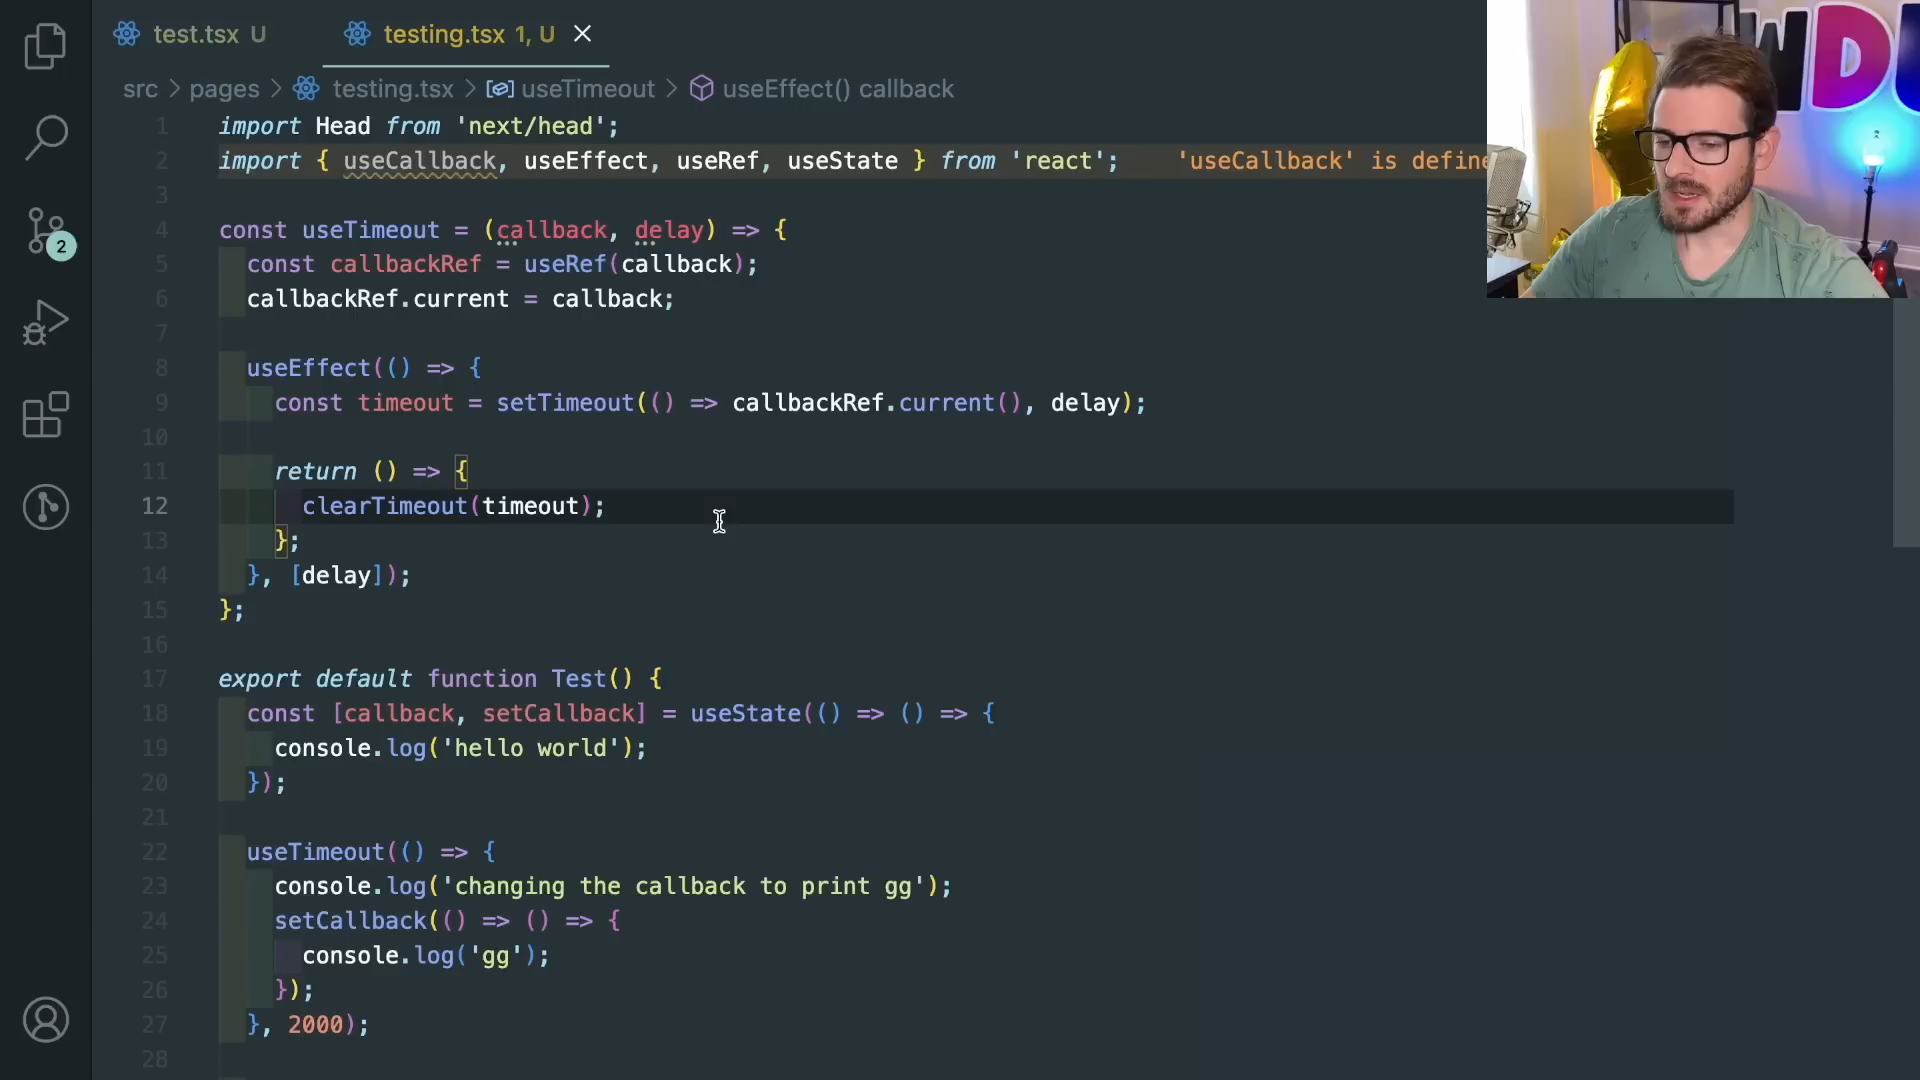 test.tsx U
testing.tsx 1, U
src > pages > testing.tsx > useTimeout > useEffect() callback
1 import Head from 'next/head';
2 import { useCallback, useEffect, useRef, useState } from 'react'; 'useCallback' is define
3
4 const useTimeout = (callback, delay) => {
5 const callbackRef = useRef(callback);
6 callbackRef.current = callback;
7
8 useEffect(() => {
9 const timeout = setTimeout(() => callbackRef.current(), delay);
10
11 return () => {
12 clearTimeout(timeout);
13 };
14 }, [delay]);
15 };
16
17 export default function Test() {
18 const [callback, setCallback] = useState(() => () => {
19 console.log('hello world');
20 });
21
22 useTimeout(() => {
23 console.log('changing the callback to print gg');
24 setCallback(() => () => {
25 console.log('gg');
26 });
27 }, 2000);
28
2
WD